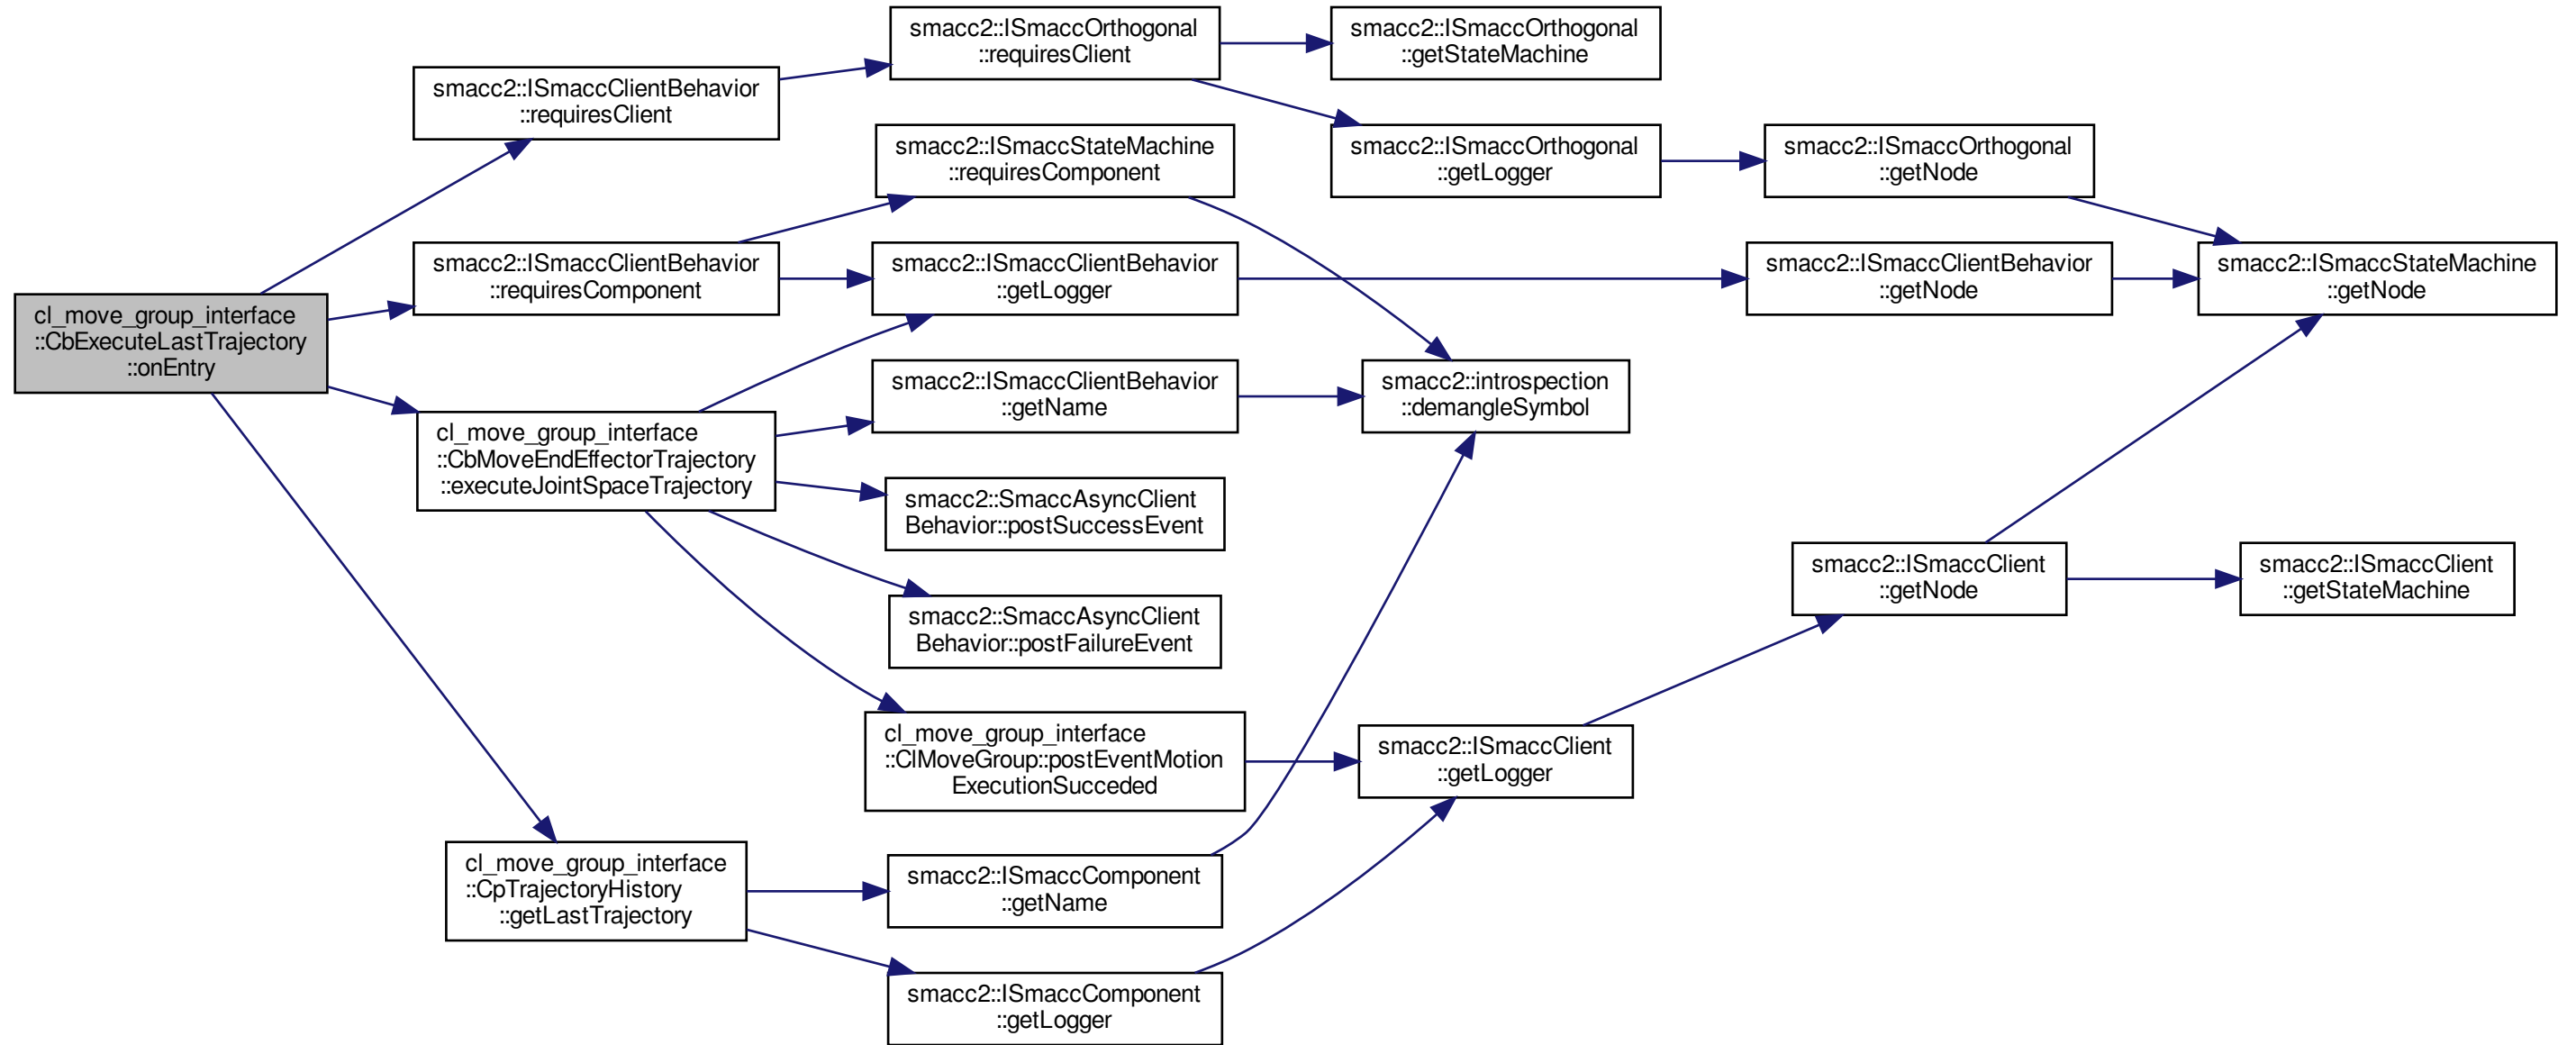 cl_move_group_interface
::CbExecuteLastTrajectory
::onEntry
smacc2::ISmaccClientBehavior
::requiresClient
smacc2::ISmaccOrthogonal
::requiresClient
smacc2::ISmaccOrthogonal
::getStateMachine
smacc2::ISmaccOrthogonal
::getLogger
smacc2::ISmaccOrthogonal
::getNode
smacc2::ISmaccStateMachine
::getNode
smacc2::ISmaccClientBehavior
::requiresComponent
smacc2::ISmaccStateMachine
::requiresComponent
smacc2::ISmaccClientBehavior
::getLogger
smacc2::ISmaccClientBehavior
::getNode
smacc2::introspection
::demangleSymbol
cl_move_group_interface
::CbMoveEndEffectorTrajectory
::executeJointSpaceTrajectory
smacc2::ISmaccClientBehavior
::getName
smacc2::SmaccAsyncClient
Behavior::postSuccessEvent
smacc2::SmaccAsyncClient
Behavior::postFailureEvent
cl_move_group_interface
::ClMoveGroup::postEventMotion
ExecutionSucceded
smacc2::ISmaccClient
::getLogger
smacc2::ISmaccClient
::getNode
smacc2::ISmaccClient
::getStateMachine
cl_move_group_interface
::CpTrajectoryHistory
::getLastTrajectory
smacc2::ISmaccComponent
::getName
smacc2::ISmaccComponent
::getLogger